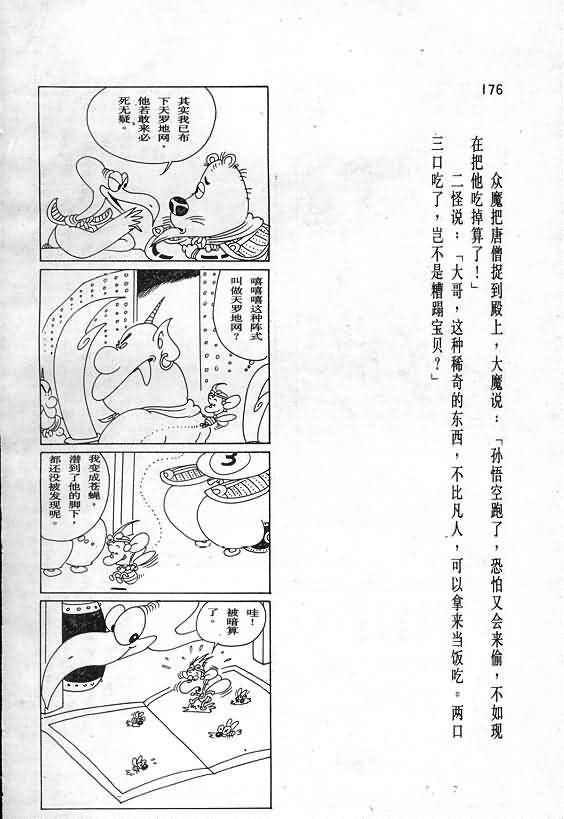 176
众魔把唐僧捉到殿上，大魔说：「孙悟空跑了，恐怕又会来偷，不如现
在把他吃掉算了！」
二怪说：「大哥，这种稀奇的东西，不比凡人，可以拿来当饭吃。两口
三口吃了，岂不是糟蹋宝贝？」
其实我已布
下天罗地网，
他若敢来必
死无疑。
嘻嘻嘻这种阵式
叫做天罗地网？
我变成苍蝇，
潜到了他的脚下，
都还没被发现呢。
3
哇！
被暗算
了。